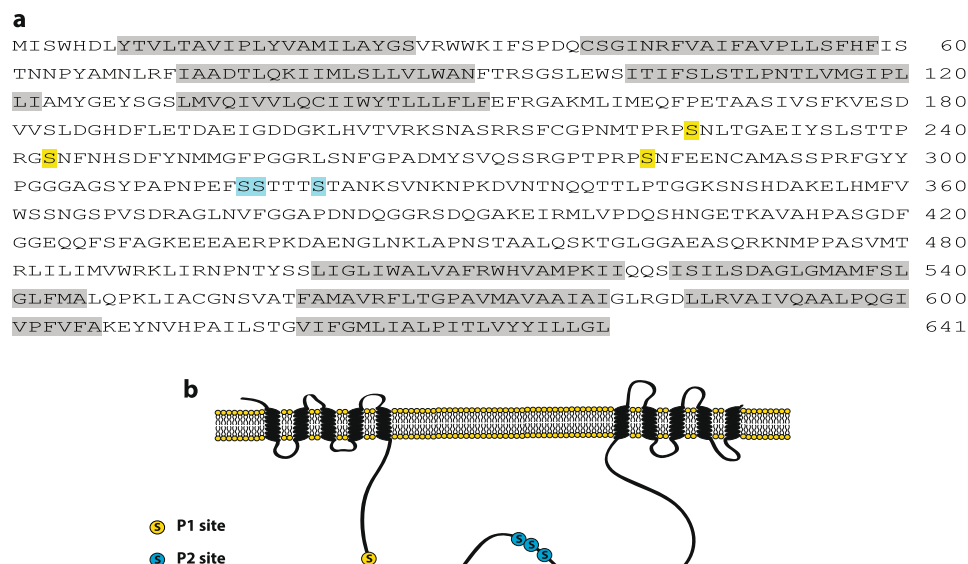 a
MISWHDLYTVLTAVIPLYVAMILAYGSVRWWKIFSPDQCSGINRFVAIFAVPLLSFHFIS 60
TNNPYAMNLRFIAADTLQKIIMLSLLVLWANFTRSGSLEWSITIFSLSTLPNTLVMGIPL 120
LIAMYGEYSGSLMVQIVVLQCIIWYTLLLFLFEFRGAKMLIMEQFPETAASIVSFKVESD 180
VVSLDGHDFLETDAEIGDDGKLHVTVRKSNASRRSFCGPNMTPRPSNLTGAEIYSLSTTP 240
RGSNFNHSDFYNMMGFPGGRLSNFGPADMYSVQSSRGPTPRPSNFEENCAMASSPRFGYY 300
PGGGAGSYPAPNPEFSSTTTSTANKSVNKNPKDVNTNQQTTLPTGGKSNSHDAKELHMFV 360
WSSNGSPVSDRAGLNVFGGAPDNDQGGRSDQGAKEIRMLVPDQSHNGETKAVAHPASGDF 420
GGEQQFSFAGKEEEAERPKDAENGLNKLAPNSTAALQSKTGLGGAEASQRKNMPPASVMT 480
RLILIMVWRKLIRNPNTYSSLIGLIWALVAFRWHVAMPKIIQQSISILSDAGLGMAMFSL 540
GLFMALQPKLIACGNSVATFAMAVRFLTGPAVMAVAAIAIGLRGDLLRVAIVQAALPQGI 600
VPFVFAKEYNVHPAILSTGVIFGMLIALPITLVYYILLGL 641
b
S P1 site
S
S S S
S P2 site